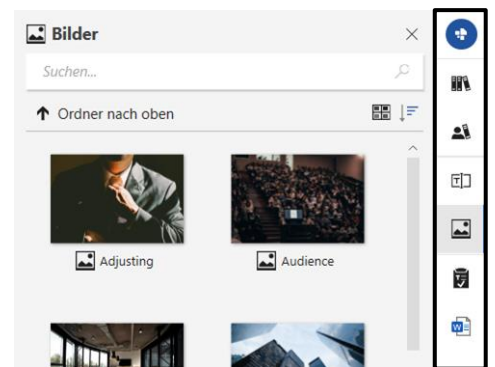 Bilder
Suchen...
Ordner nach oben
Adjusting
Audience